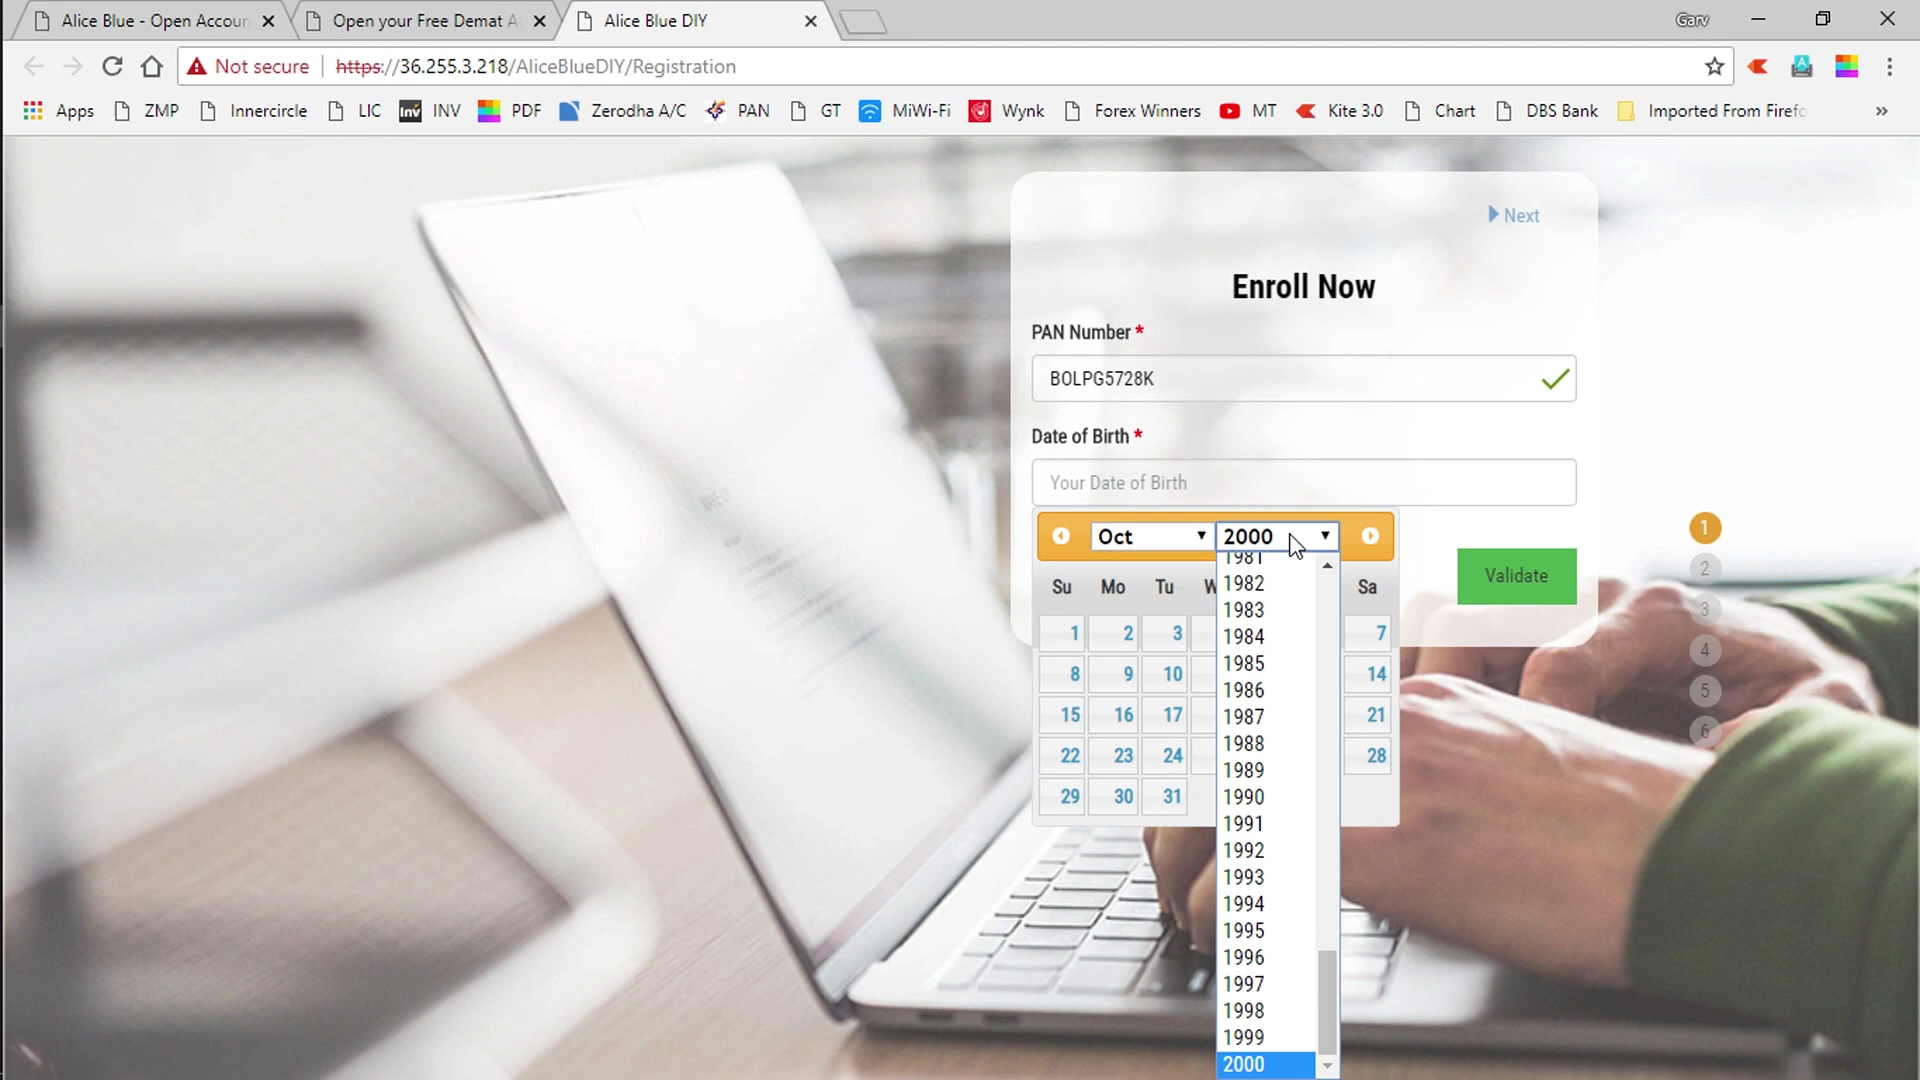 Alice Blue - Open Accoun
Open your Free Demat A
Alice Blue DIY
Garv
Not secure
https://36.255.3.218/AliceBlueDIY/Registration
Apps
ZMP
Innercircle
LIC
inv
INV
PDF
Zerodha A/C
PAN
GT
MiWi-Fi
Wynk
Forex Winners
MT
Kite 3.0
Chart
DBS Bank
Imported From Firefo
»
Next
Enroll Now
PAN Number *
BOLPG5728K
Date of Birth *
Your Date of Birth
Oct 2000
Su Mo Tu W Sa
1 2 3 7
8 9 10 14
15 16 17 21
22 23 24 28
29 30 31
1981
1982
1983
1984
1985
1986
1987
1988
1989
1990
1991
1992
1993
1994
1995
1996
1997
1998
1999
2000
Validate
1
2
3
4
5
6